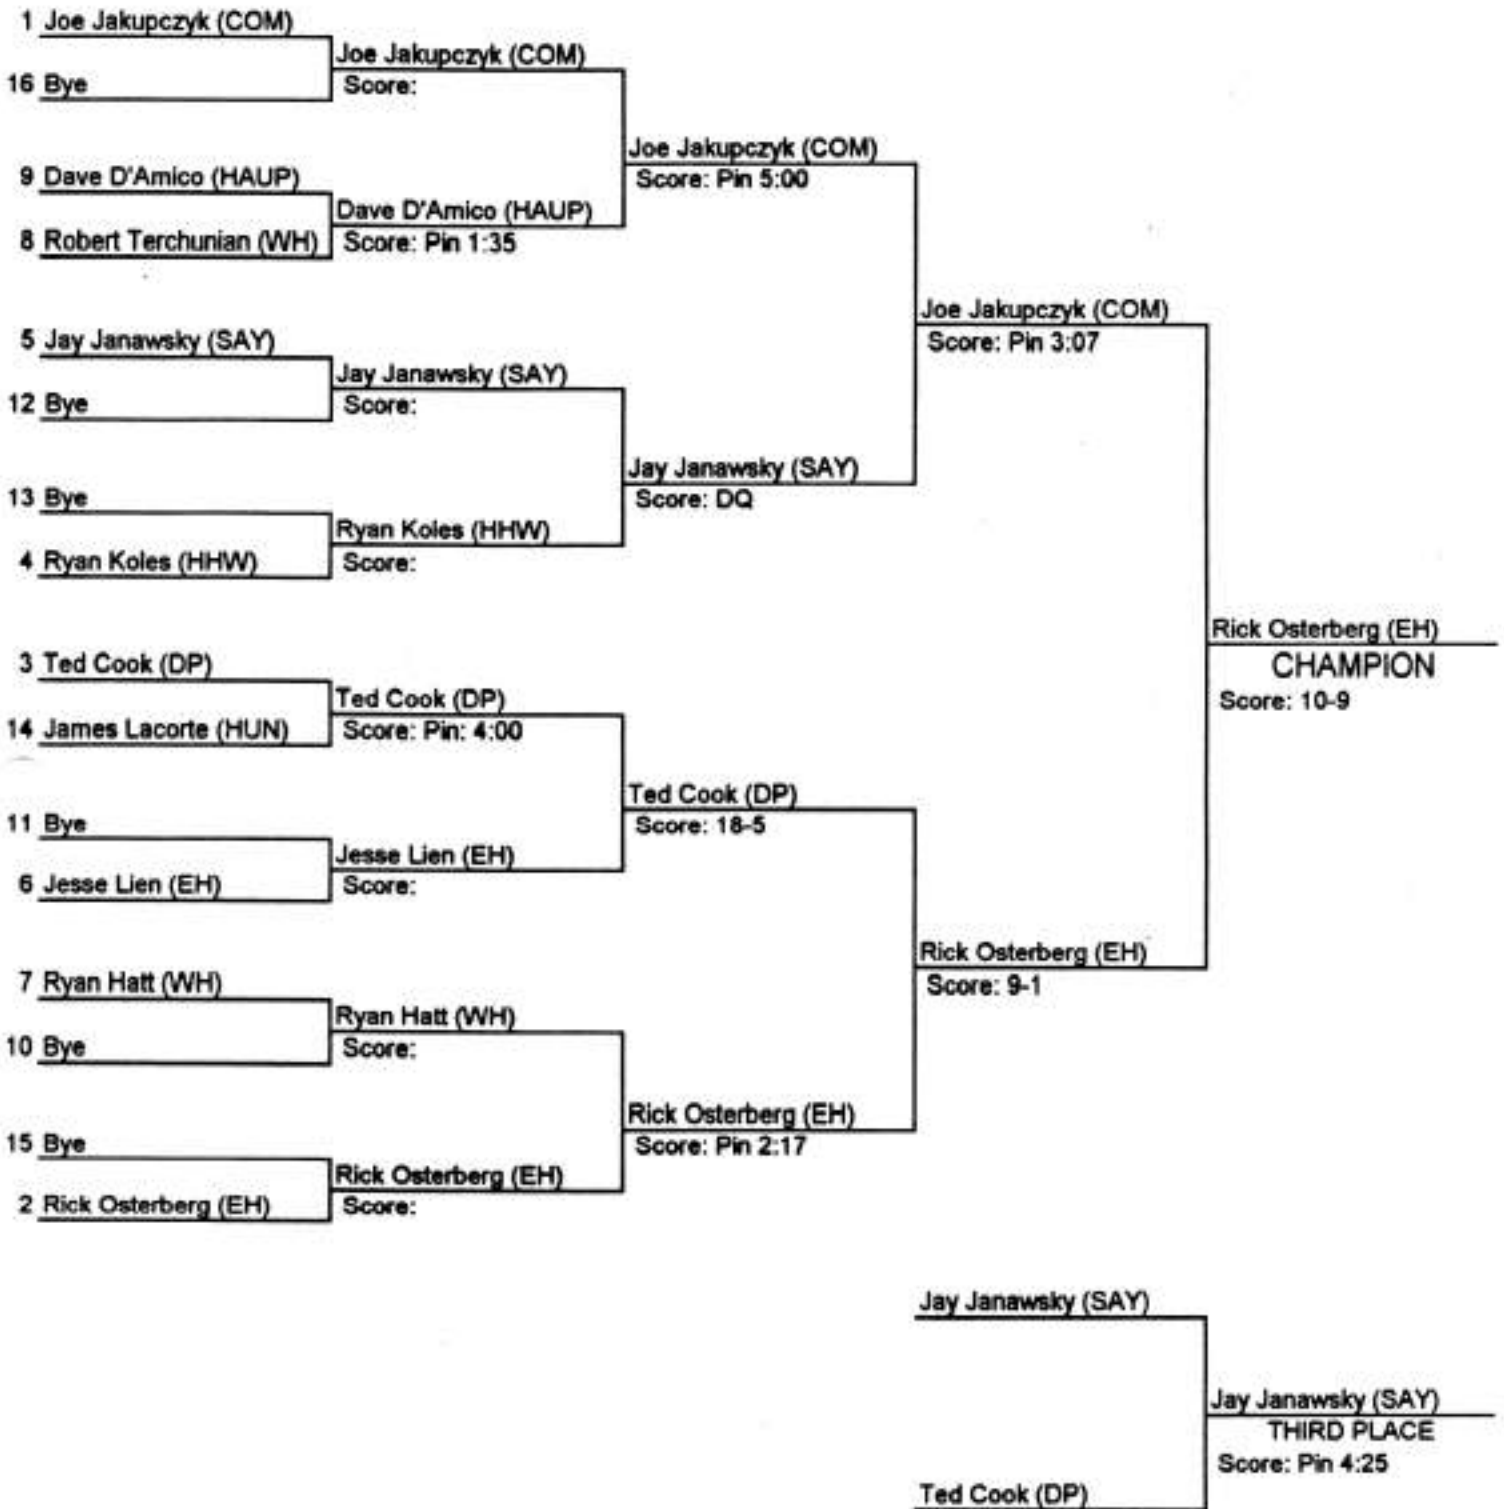 1 Joe Jakupczyk (COM)
Joe Jakupczyk (COM)
16 Bye
Score:
Joe Jakupczyk (COM)
Score: Pin 5:00
9 Dave D'Amico (HAUP)
Dave D'Amico (HAUP)
8 Robert Terchunian (WH)
Score: Pin 1:35
Joe Jakupczyk (COM)
Score: Pin 3:07
5 Jay Janawsky (SAY)
Jay Janawsky (SAY)
12 Bye
Score:
Jay Janawsky (SAY)
Score: DQ
13 Bye
Ryan Koles (HHW)
4 Ryan Koles (HHW)
Score:
Rick Osterberg (EH)
CHAMPION
Score: 10-9
3 Ted Cook (DP)
Ted Cook (DP)
14 James Lacorte (HUN)
Score: Pin: 4:00
Ted Cook (DP)
Score: 18-5
11 Bye
Jesse Lien (EH)
6 Jesse Lien (EH)
Score:
Rick Osterberg (EH)
Score: 9-1
7 Ryan Hatt (WH)
Ryan Hatt (WH)
10 Bye
Score:
Rick Osterberg (EH)
Score: Pin 2:17
15 Bye
Rick Osterberg (EH)
2 Rick Osterberg (EH)
Score:
Jay Janawsky (SAY)
Jay Janawsky (SAY)
THIRD PLACE
Score: Pin 4:25
Ted Cook (DP)